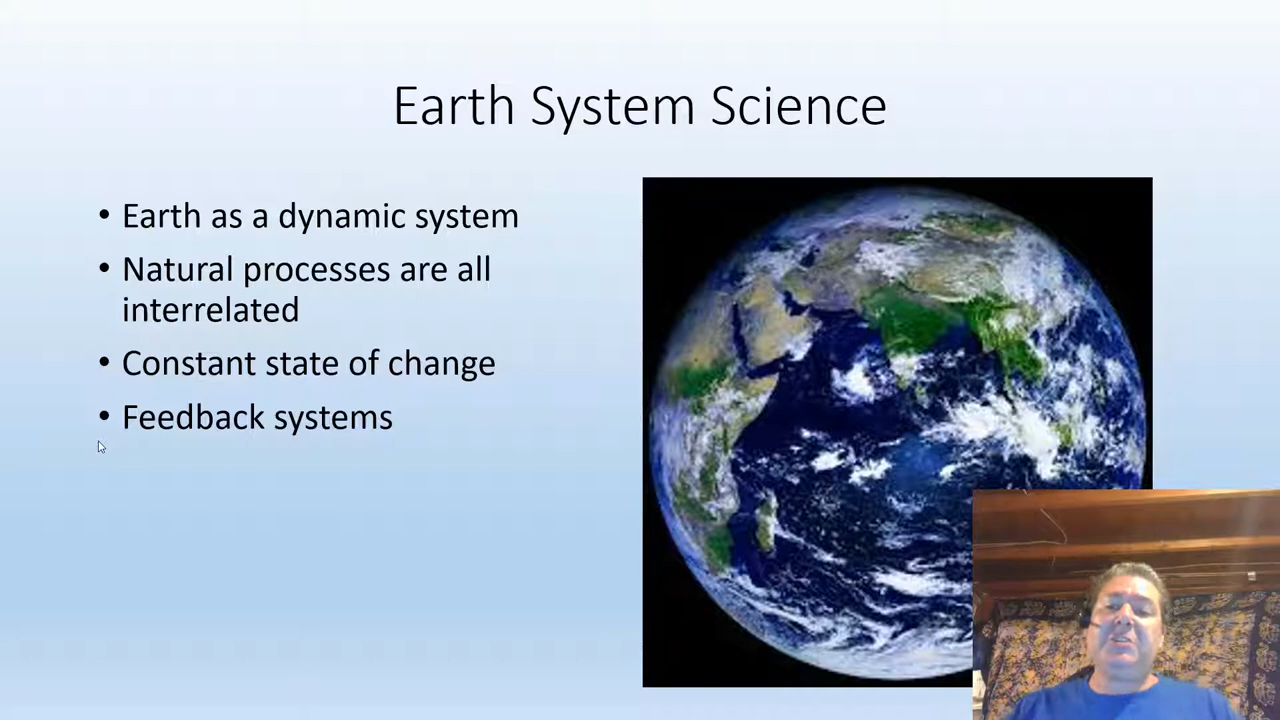 Earth System Science
• Earth as a dynamic system
• Natural processes are all
interrelated
• Constant state of change
• Feedback systems